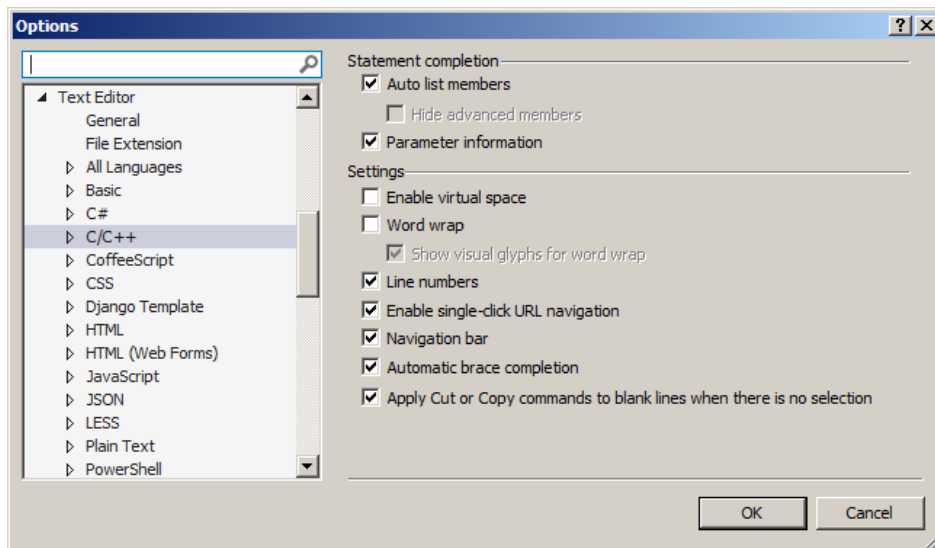 Options
Text Editor
General
File Extension
All Languages
Basic
C#
C/C++
CoffeeScript
CSS
Django Template
HTML
HTML (Web Forms)
JavaScript
JSON
LESS
Plain Text
PowerShell
Statement completion
Auto list members
Hide advanced members
Parameter information
Settings
Enable virtual space
Word wrap
Show visual glyphs for word wrap
Line numbers
Enable single-click URL navigation
Navigation bar
Automatic brace completion
Apply Cut or Copy commands to blank lines when there is no selection
OK
Cancel